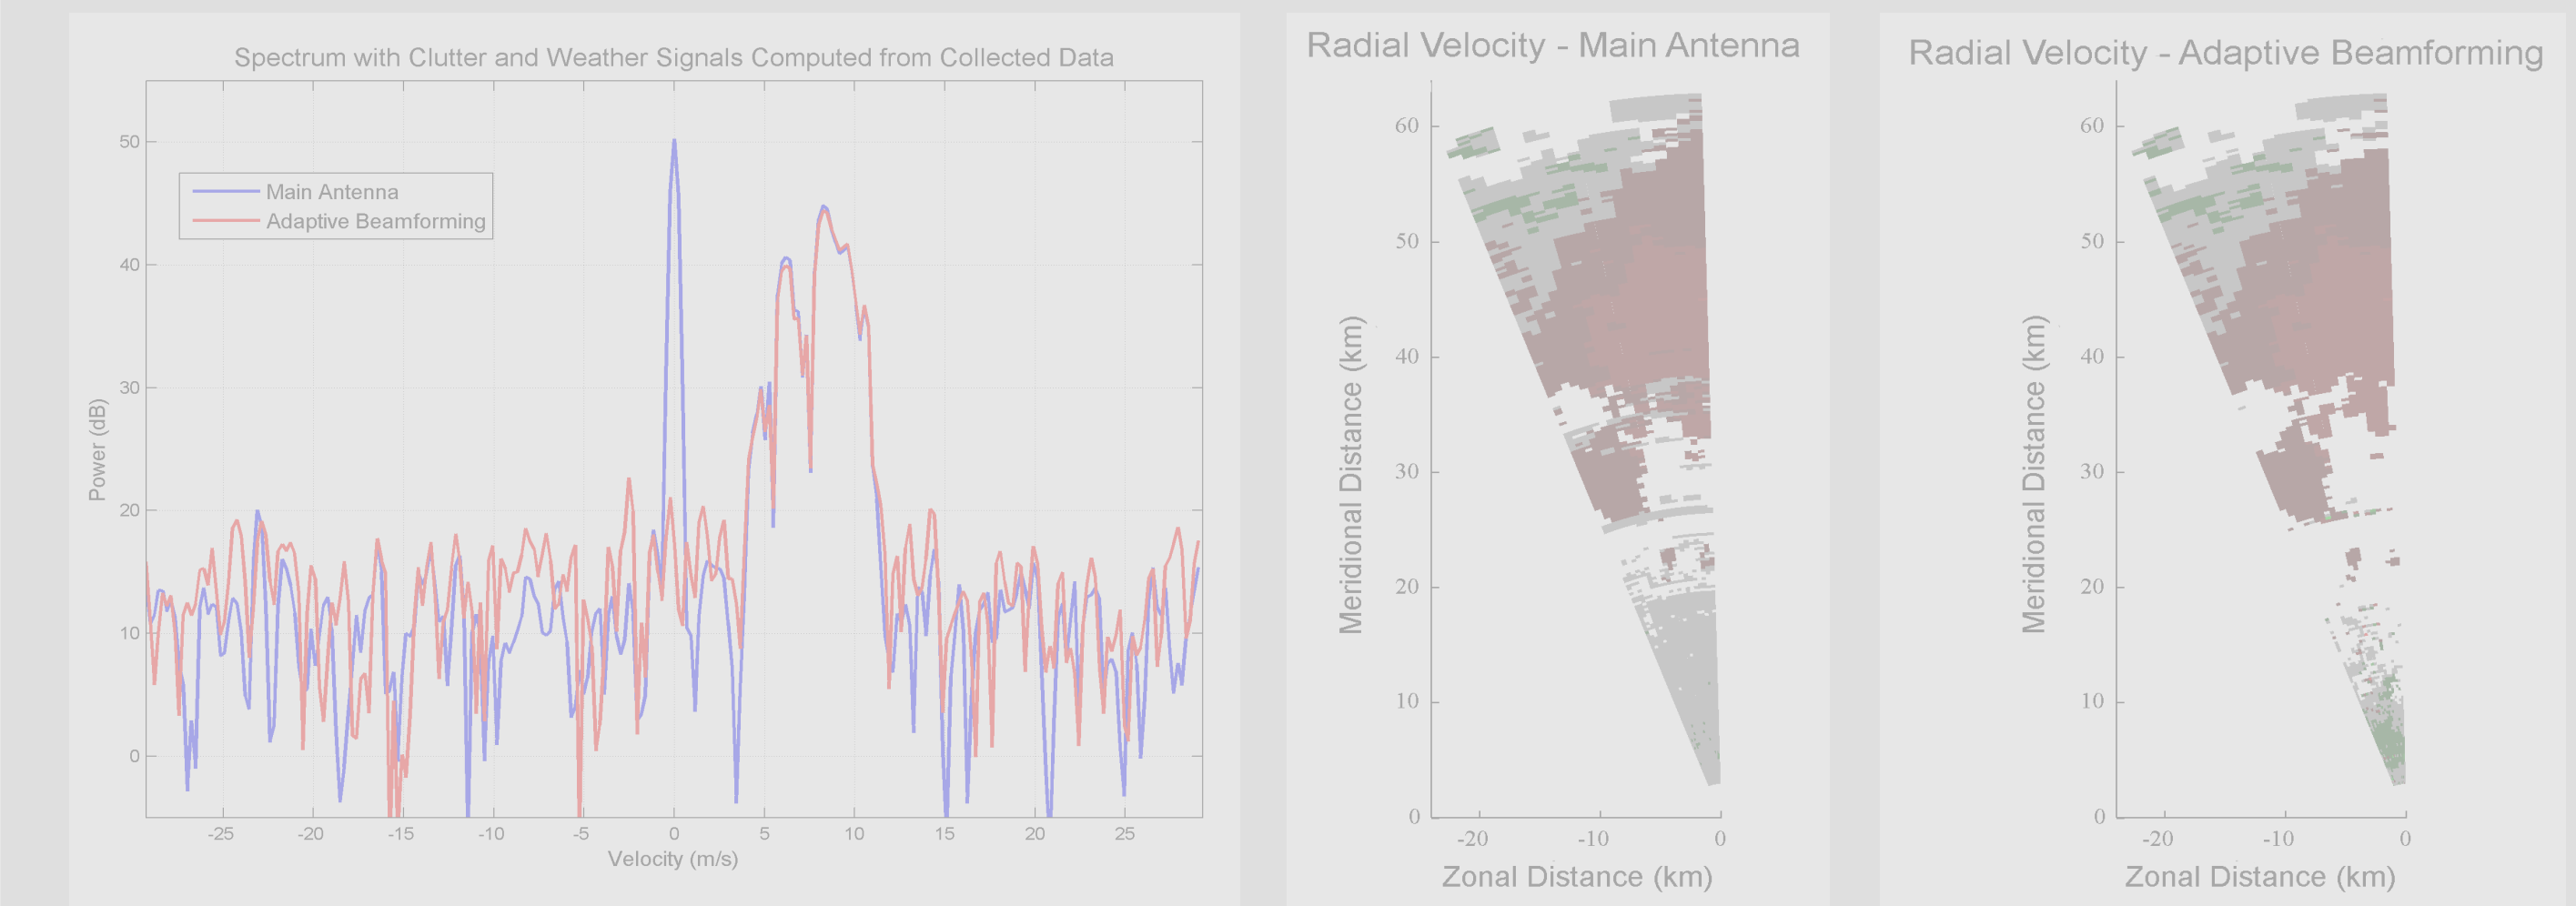 Spectrum with Clutter and Weather Signals Computed from Collected Data
50
40
30
20
10
0
Power (dB)
Main Antenna
Adaptive Beamforming
-25 -20 -15 -10 -5 0 5 10 15 20 25
Velocity (m/s)
Radial Velocity - Main Antenna
60
50
40
30
20
10
0
Meridional Distance (km)
-20 -10 0
Zonal Distance (km)
Radial Velocity - Adaptive Beamforming
60
50
40
30
20
10
0
Meridional Distance (km)
-20 -10 0
Zonal Distance (km)